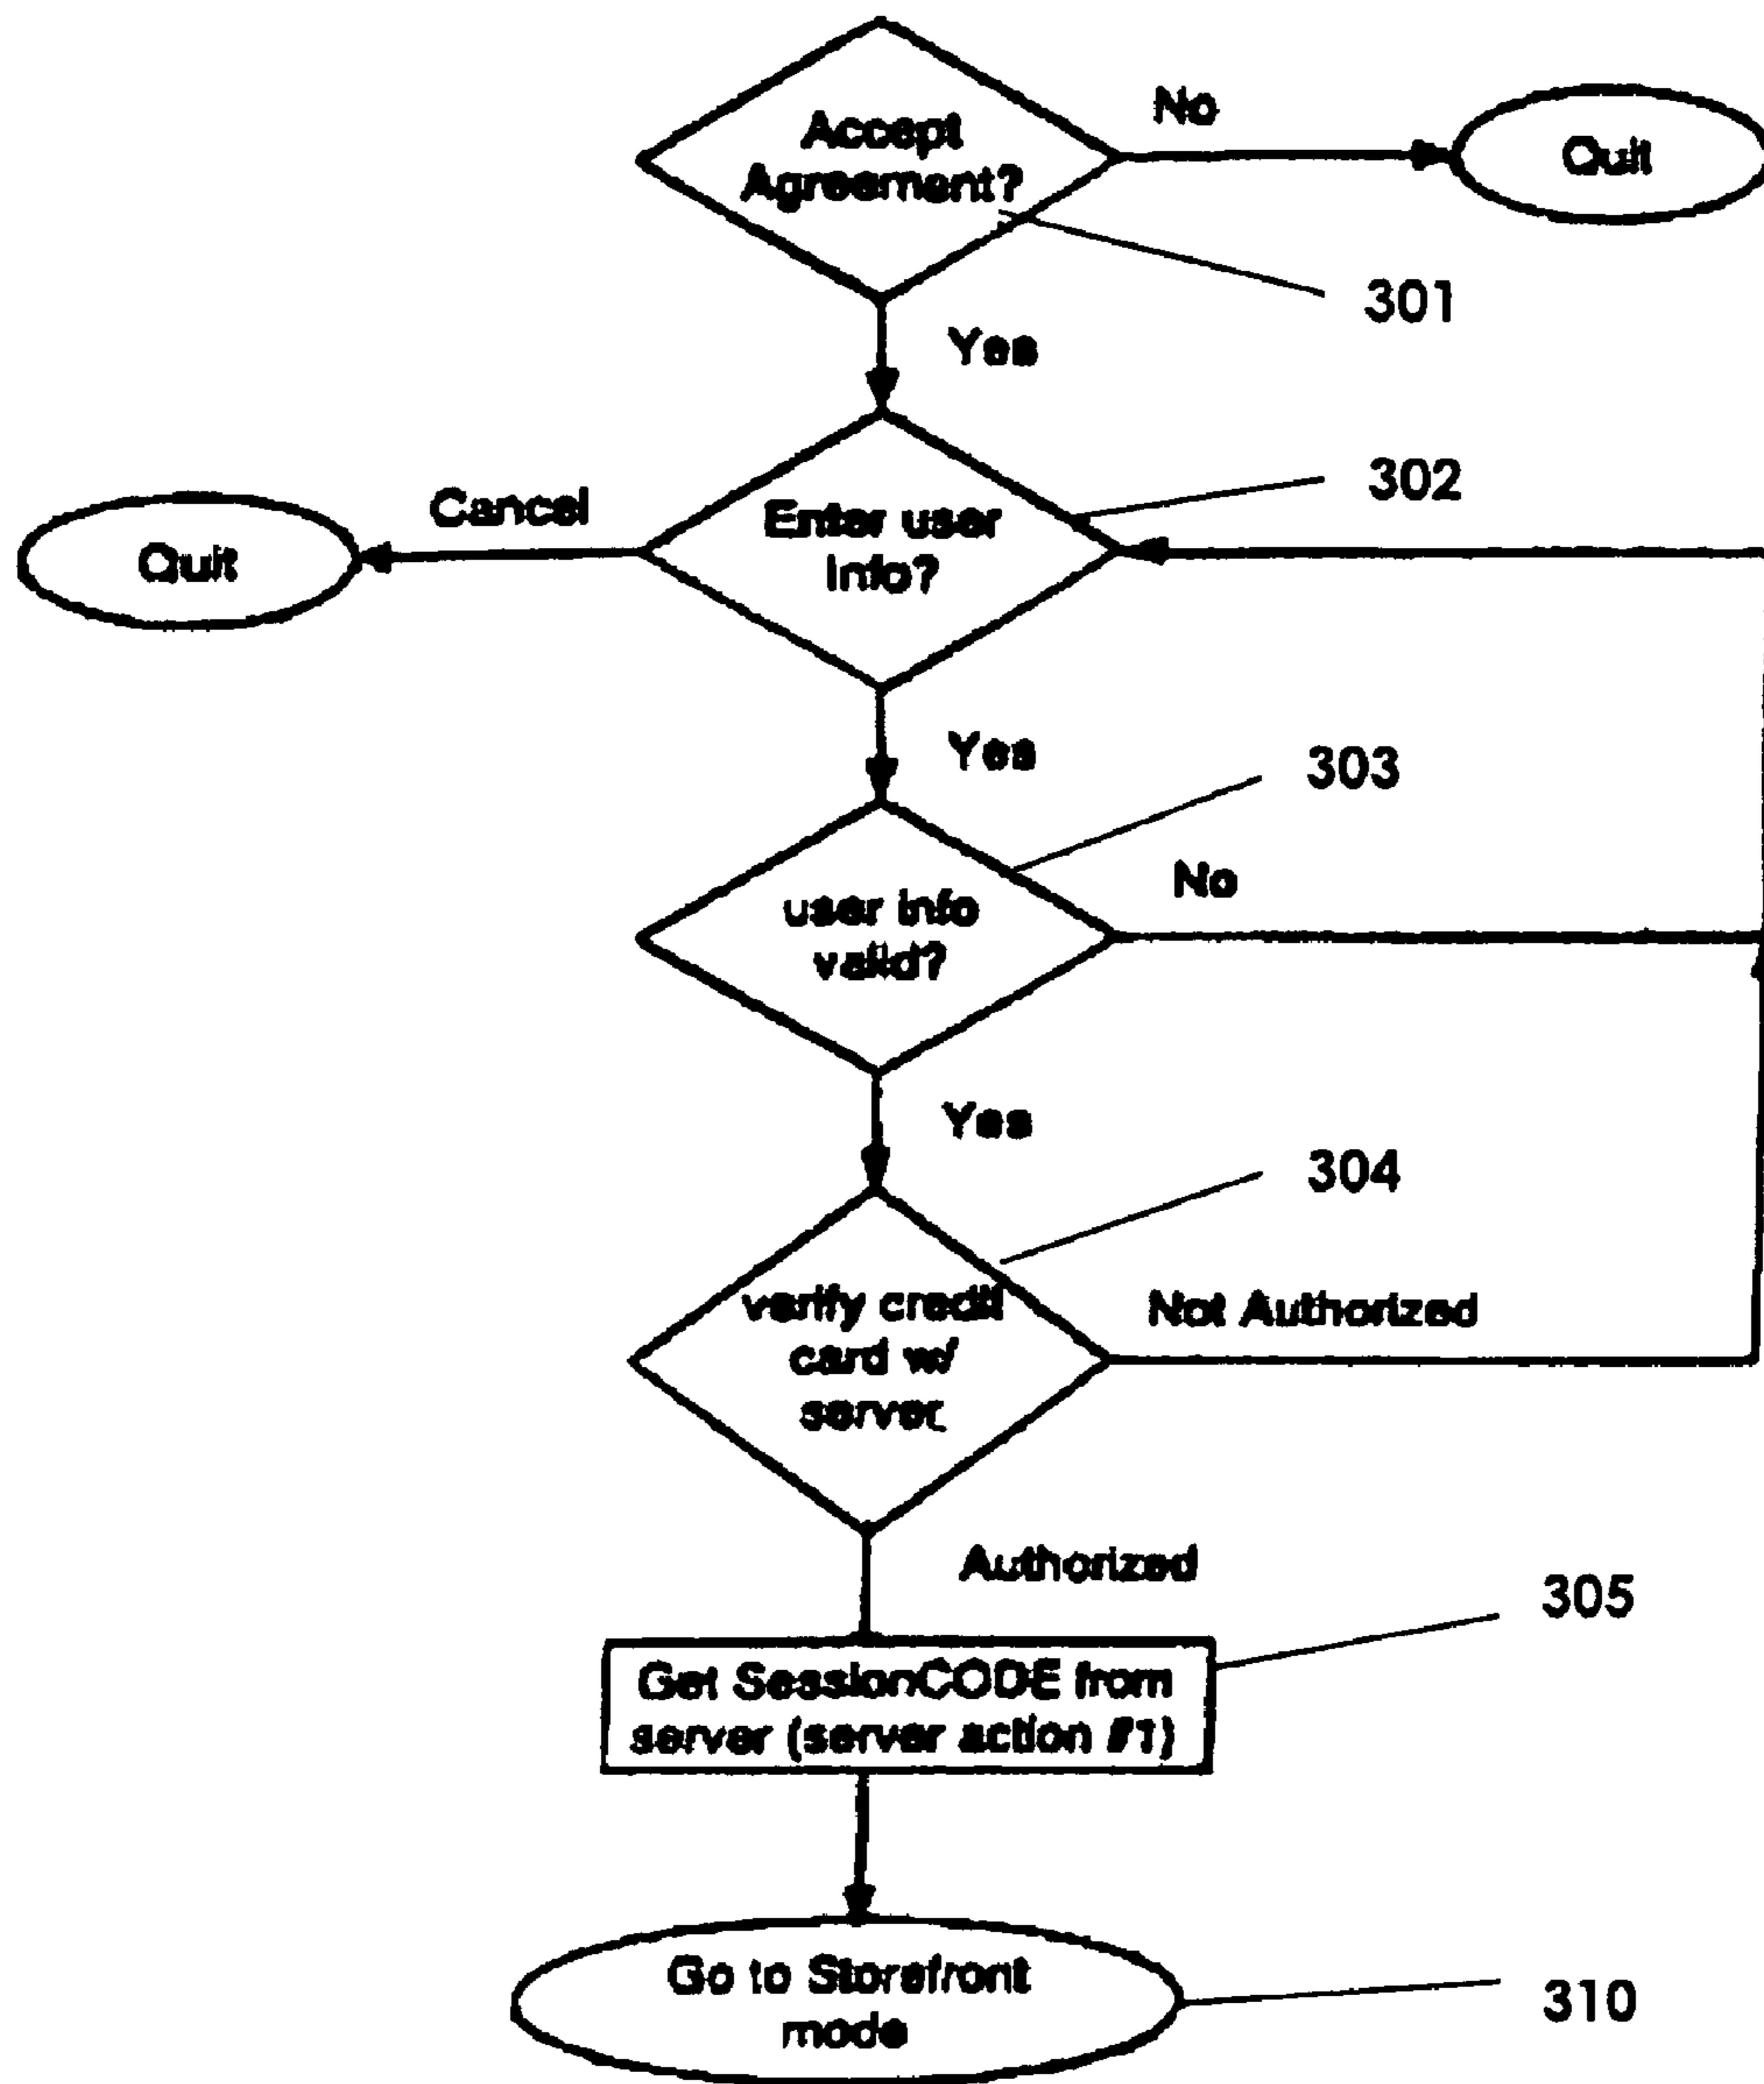 Accept
Agreement?
No
Quit
301
Yes
302
Cancel
Quit
Enter user
info?
Yes
303
No
user info
valid?
Yes
304
verify credit
card w/
server
Not Authorized
Authorized
305
Get SessionCODE from
server (server action #1)
Go to Storefront
mode
310